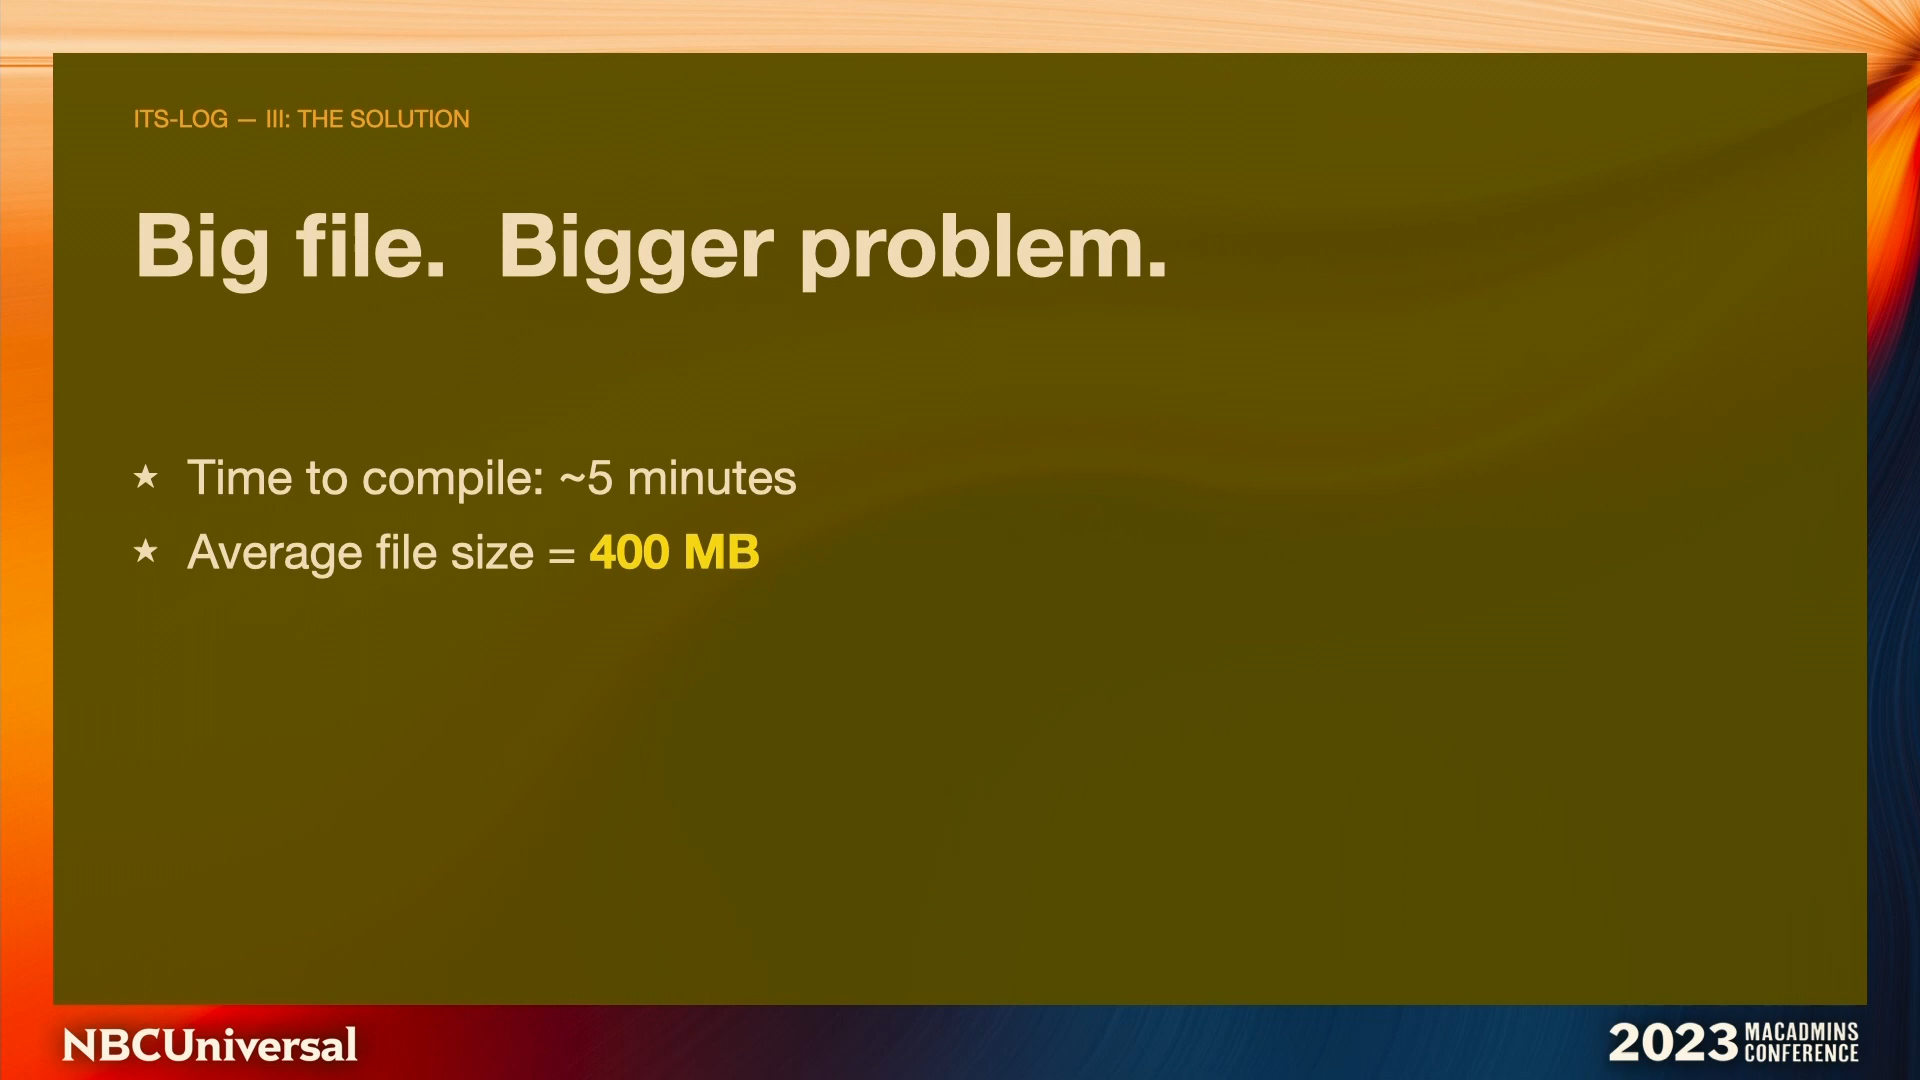 ITS-LOG — III: THE SOLUTION
Big file.  Bigger problem.
★ Time to compile: ~5 minutes
★ Average file size = 400 MB
NBCUniversal
2023 MACADMINS CONFERENCE